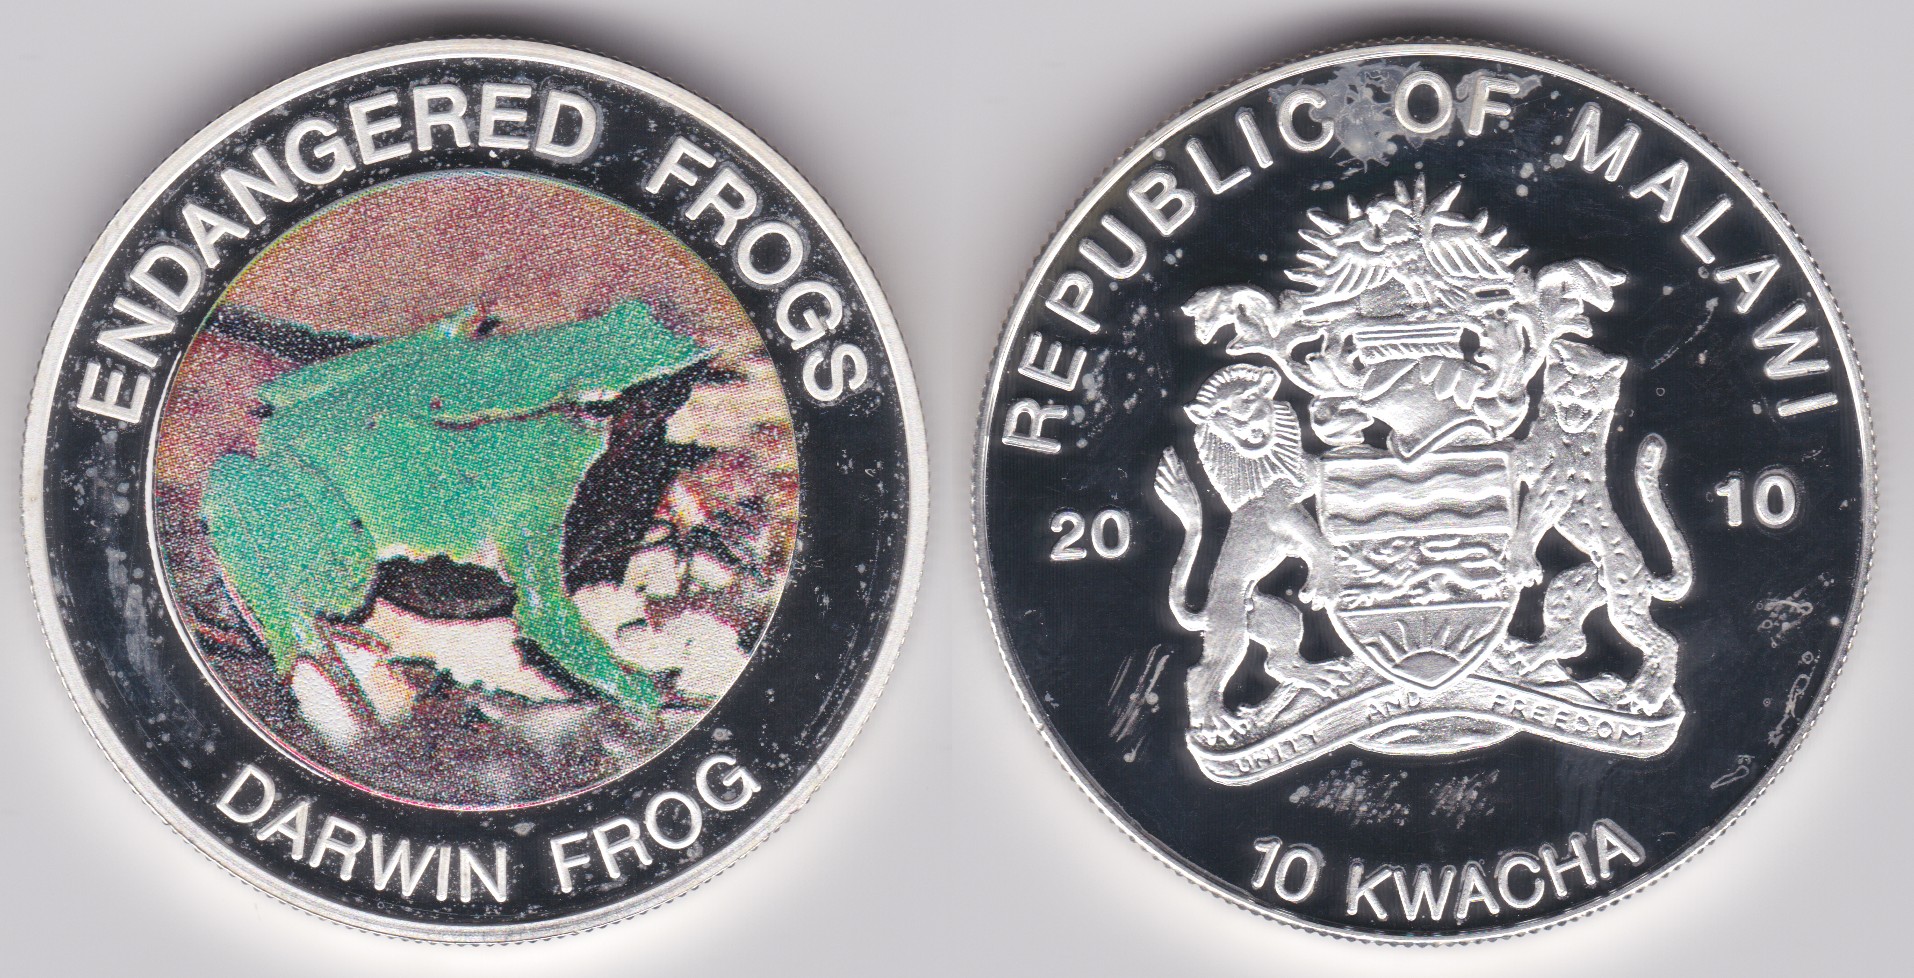 ENDANGERED FROGS
DARWIN FROG
REPUBLIC OF MALAWI
20 10
UNITY AND FREEDOM
10 KWACHA